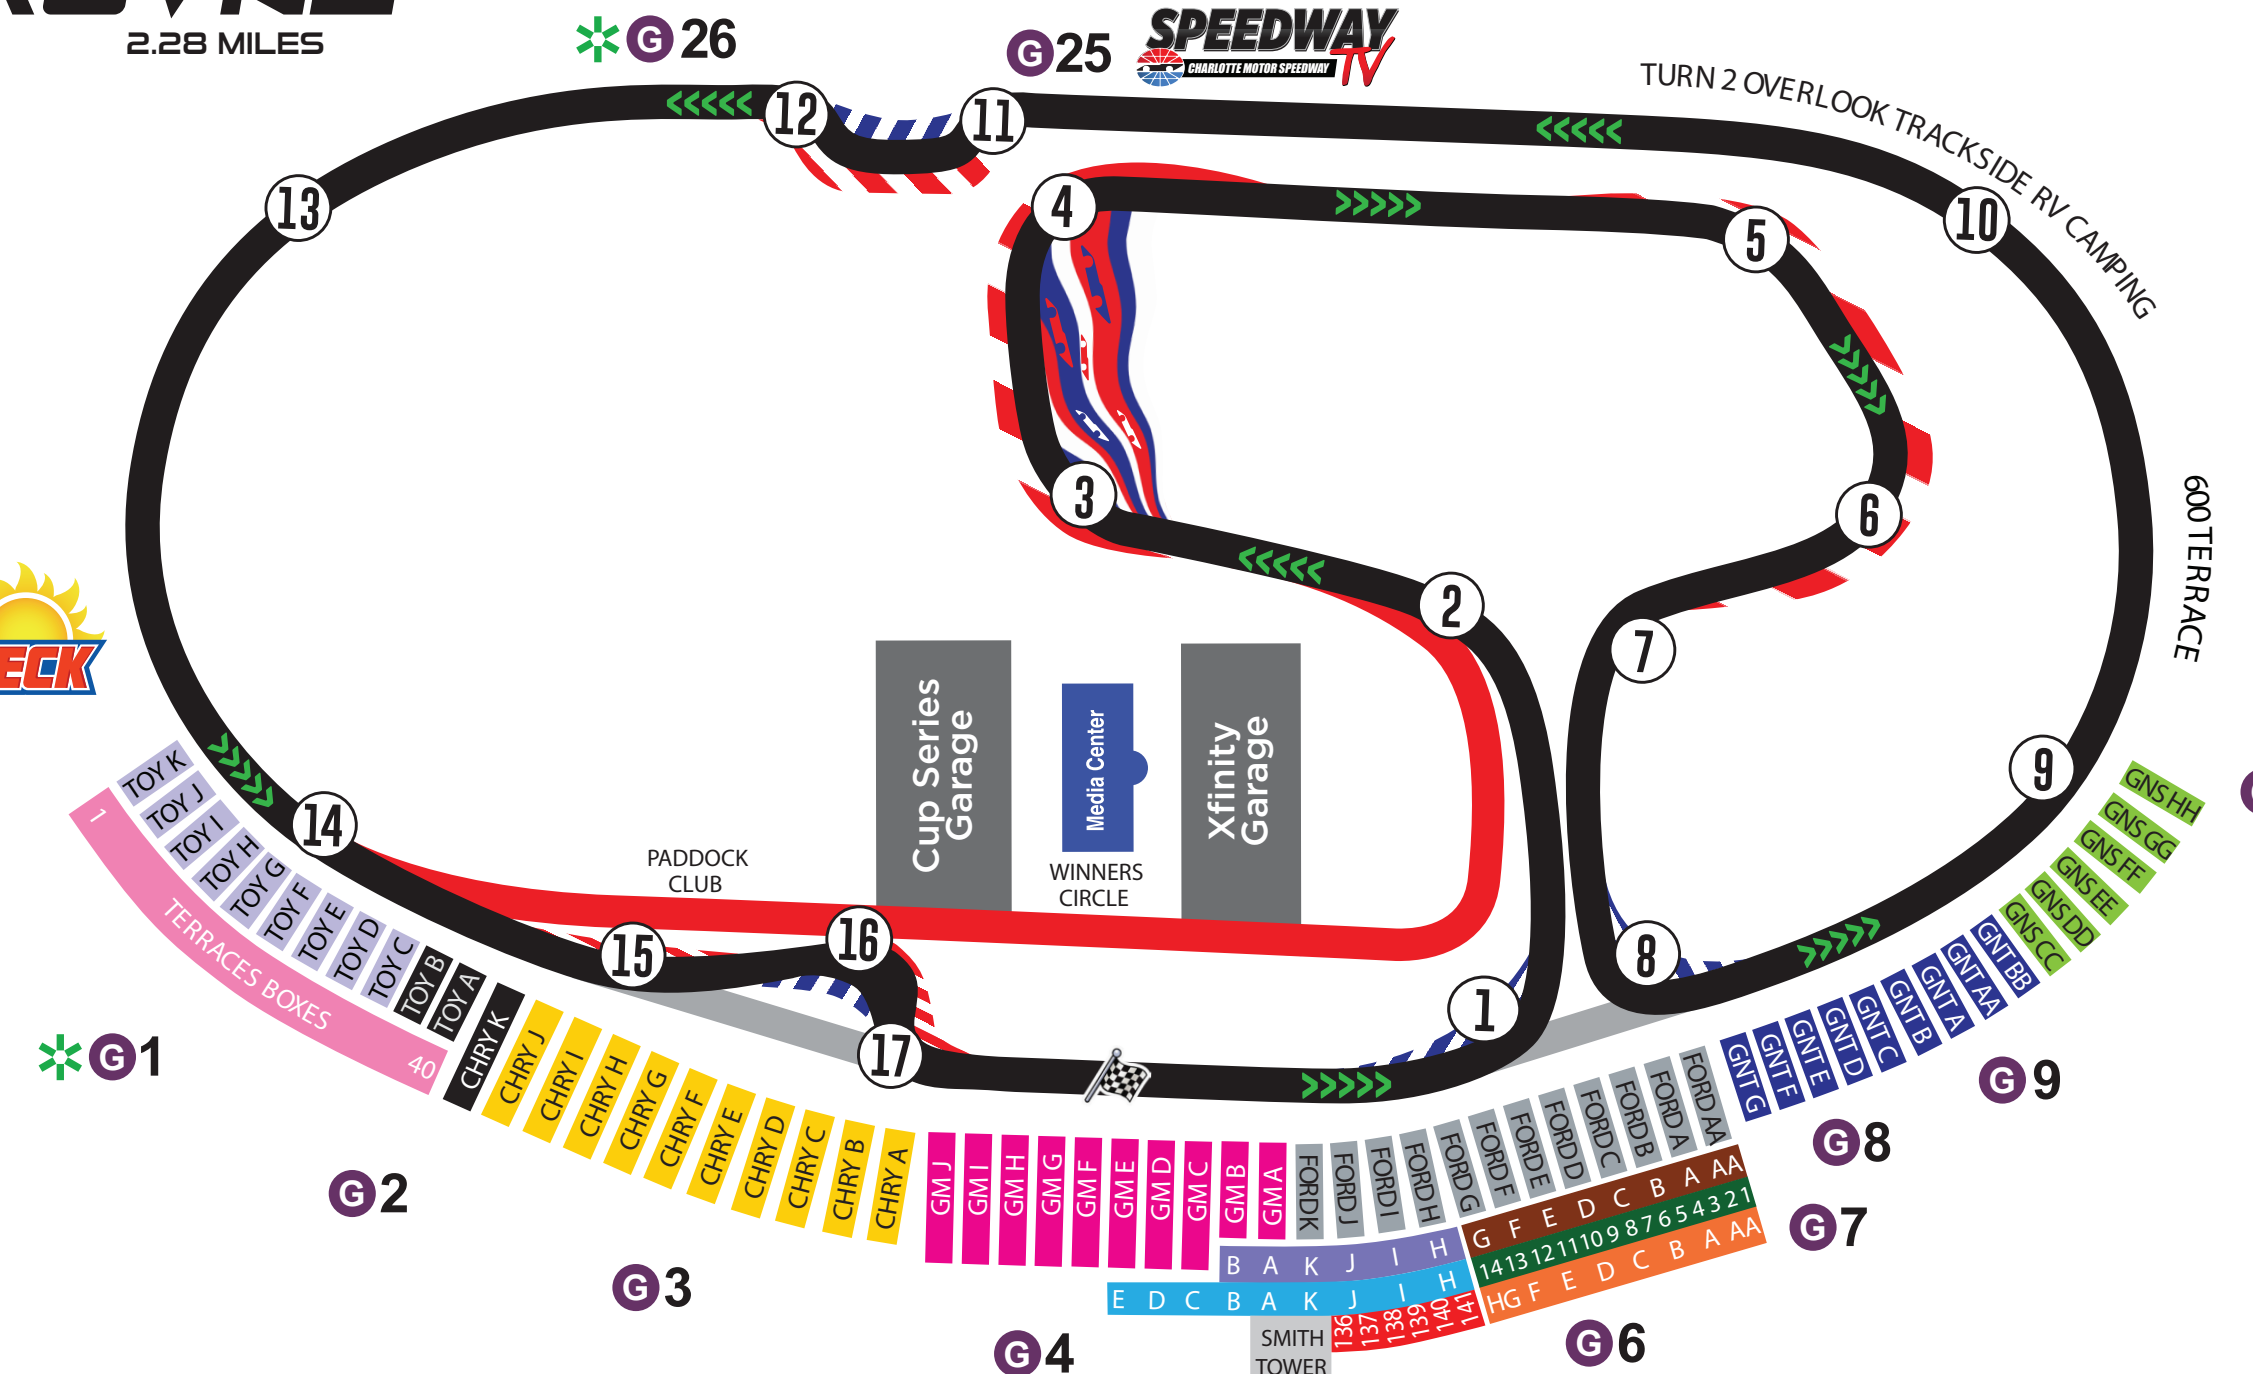 2.28 MILES
G 26
G 25
SPEEDWAY
TV
CHARLOTTE MOTOR SPEEDWAY
TURN 2 OVERLOOK TRACKSIDE RV CAMPING
12
11
13
4
5
10
3
6
2
7
600 TERRACE
9
14
15
16
8
1
17
Cup Series
Garage
Media Center
Xfinity
Garage
PADDOCK
CLUB
WINNERS
CIRCLE
ECK
TOY K
TOY J
TOY I
TOY H
TOY G
TOY F
TOY E
TOY D
TOY C
TOY B
TOY A
1 TERRACES BOXES 40
CHRY K
CHRY J
CHRY I
CHRY H
CHRY G
CHRY F
CHRY E
CHRY D
CHRY C
CHRY B
CHRY A
GM J
GM I
GM H
GM G
GM F
GM E
GM D
GM C
GM B
GM A
FORD K
FORD J
FORD I
FORD H
FORD G
FORD F
FORD E
FORD D
FORD C
FORD B
FORD A
FORD AA
GNT G
GNT F
GNT E
GNT D
GNT C
GNT B
GNT A
GNT AA
GNT BB
GNS CC
GNS DD
GNS EE
GNS FF
GNS GG
GNS HH
B A K J I H
E D C B A K J I H
136 137 138 139 140 141
SMITH
TOWER
G F E D C B A AA
14 13 12 11 10 9 8 7 6 5 4 3 2 1
H G F E D C B A AA
G 1
G 2
G 3
G 4
G 6
G 7
G 8
G 9